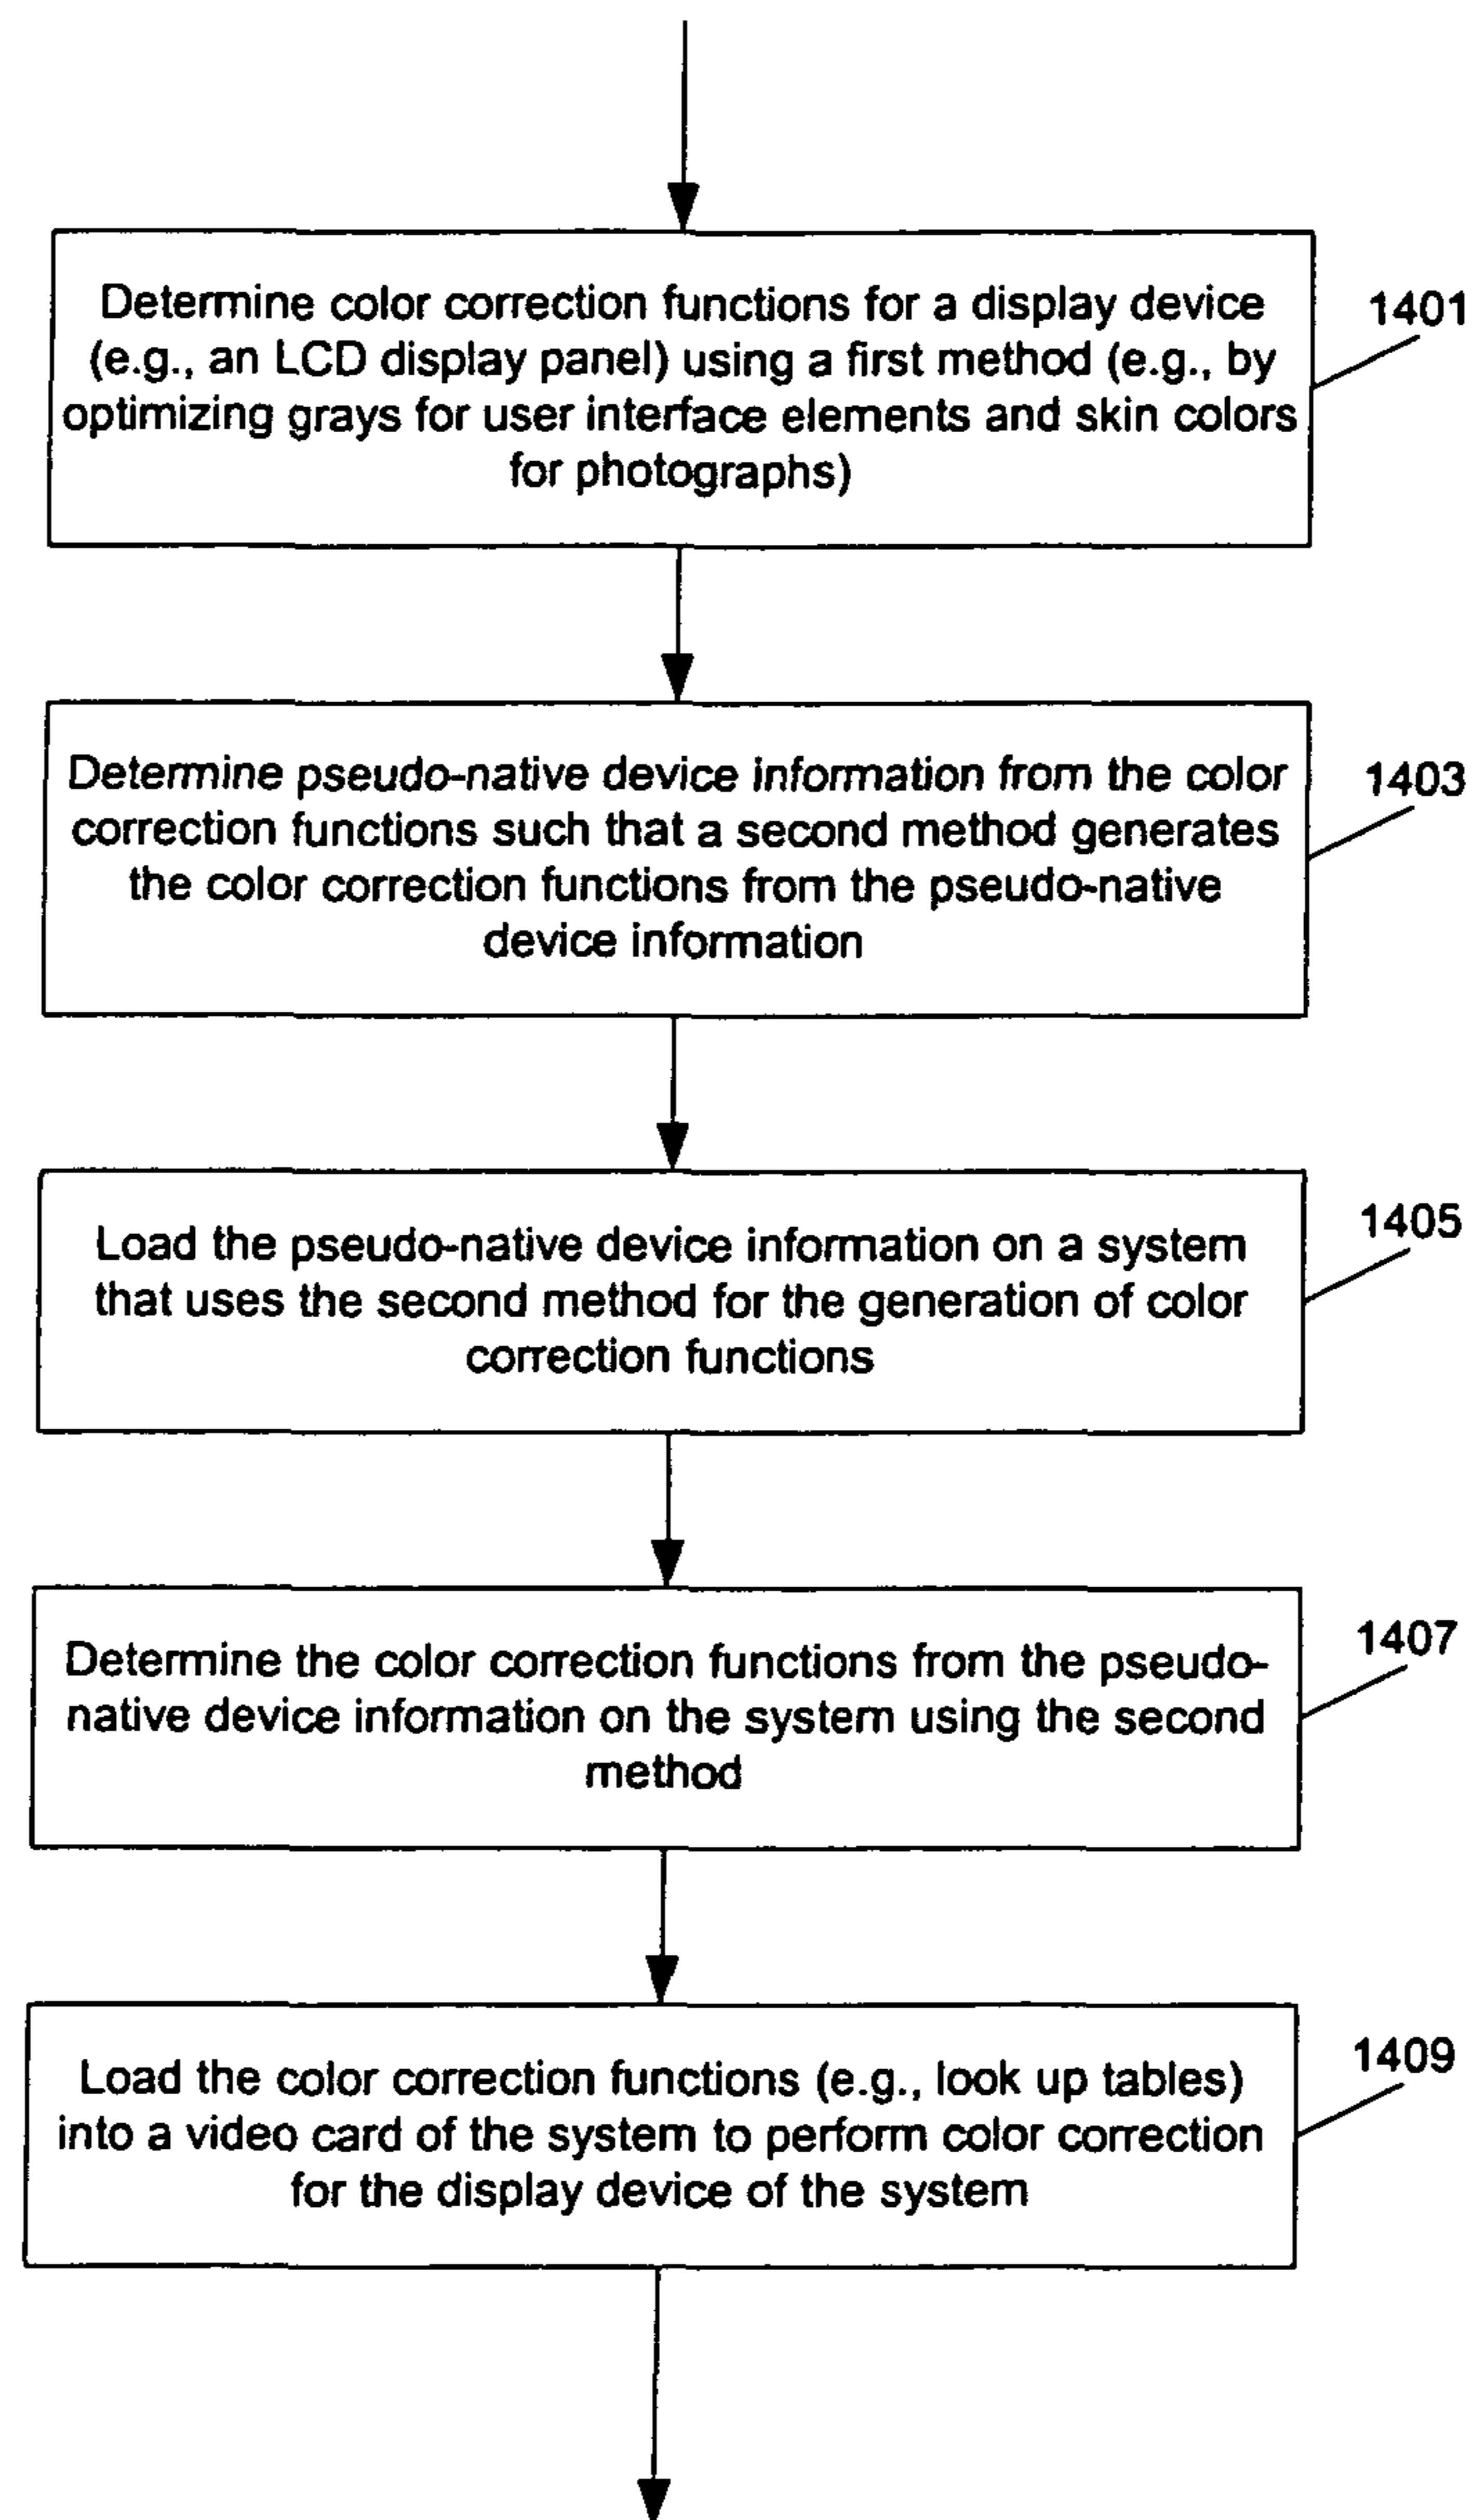 Determine color correction functions for a display device
(e.g., an LCD display panel) using a first method (e.g., by
optimizing grays for user interface elements and skin colors
for photographs)
1401
Determine pseudo-native device information from the color
correction functions such that a second method generates
the color correction functions from the pseudo-native
device information
1403
Load the pseudo-native device information on a system
that uses the second method for the generation of color
correction functions
1405
Determine the color correction functions from the pseudo-
native device information on the system using the second
method
1407
Load the color correction functions (e.g., look up tables)
into a video card of the system to perform color correction
for the display device of the system
1409